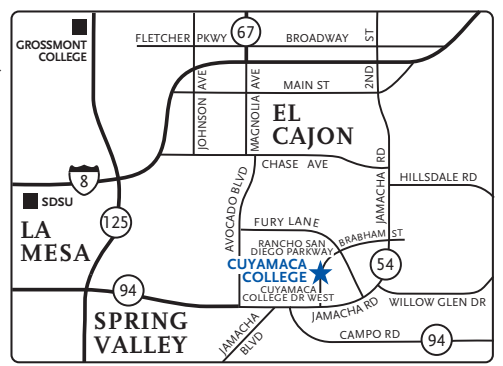 GROSSMONT
COLLEGE
FLETCHER PKWY
67
BROADWAY
2ND ST
MAIN ST
JOHNSON AVE
MAGNOLIA AVE
EL
CAJON
CHASE AVE
JAMACHA RD
HILLSDALE RD
8
SDSU
LA
MESA
125
AVOCADO BLVD
FURY LANE
RANCHO SAN
DIEGO PARKWAY
BRABHAM ST
CUYAMACA
COLLEGE
54
CUYAMACA
COLLEGE DR WEST
94
JAMACHA RD
WILLOW GLEN DR
SPRING
VALLEY
JAMACHA
BLVD
CAMPO RD
94